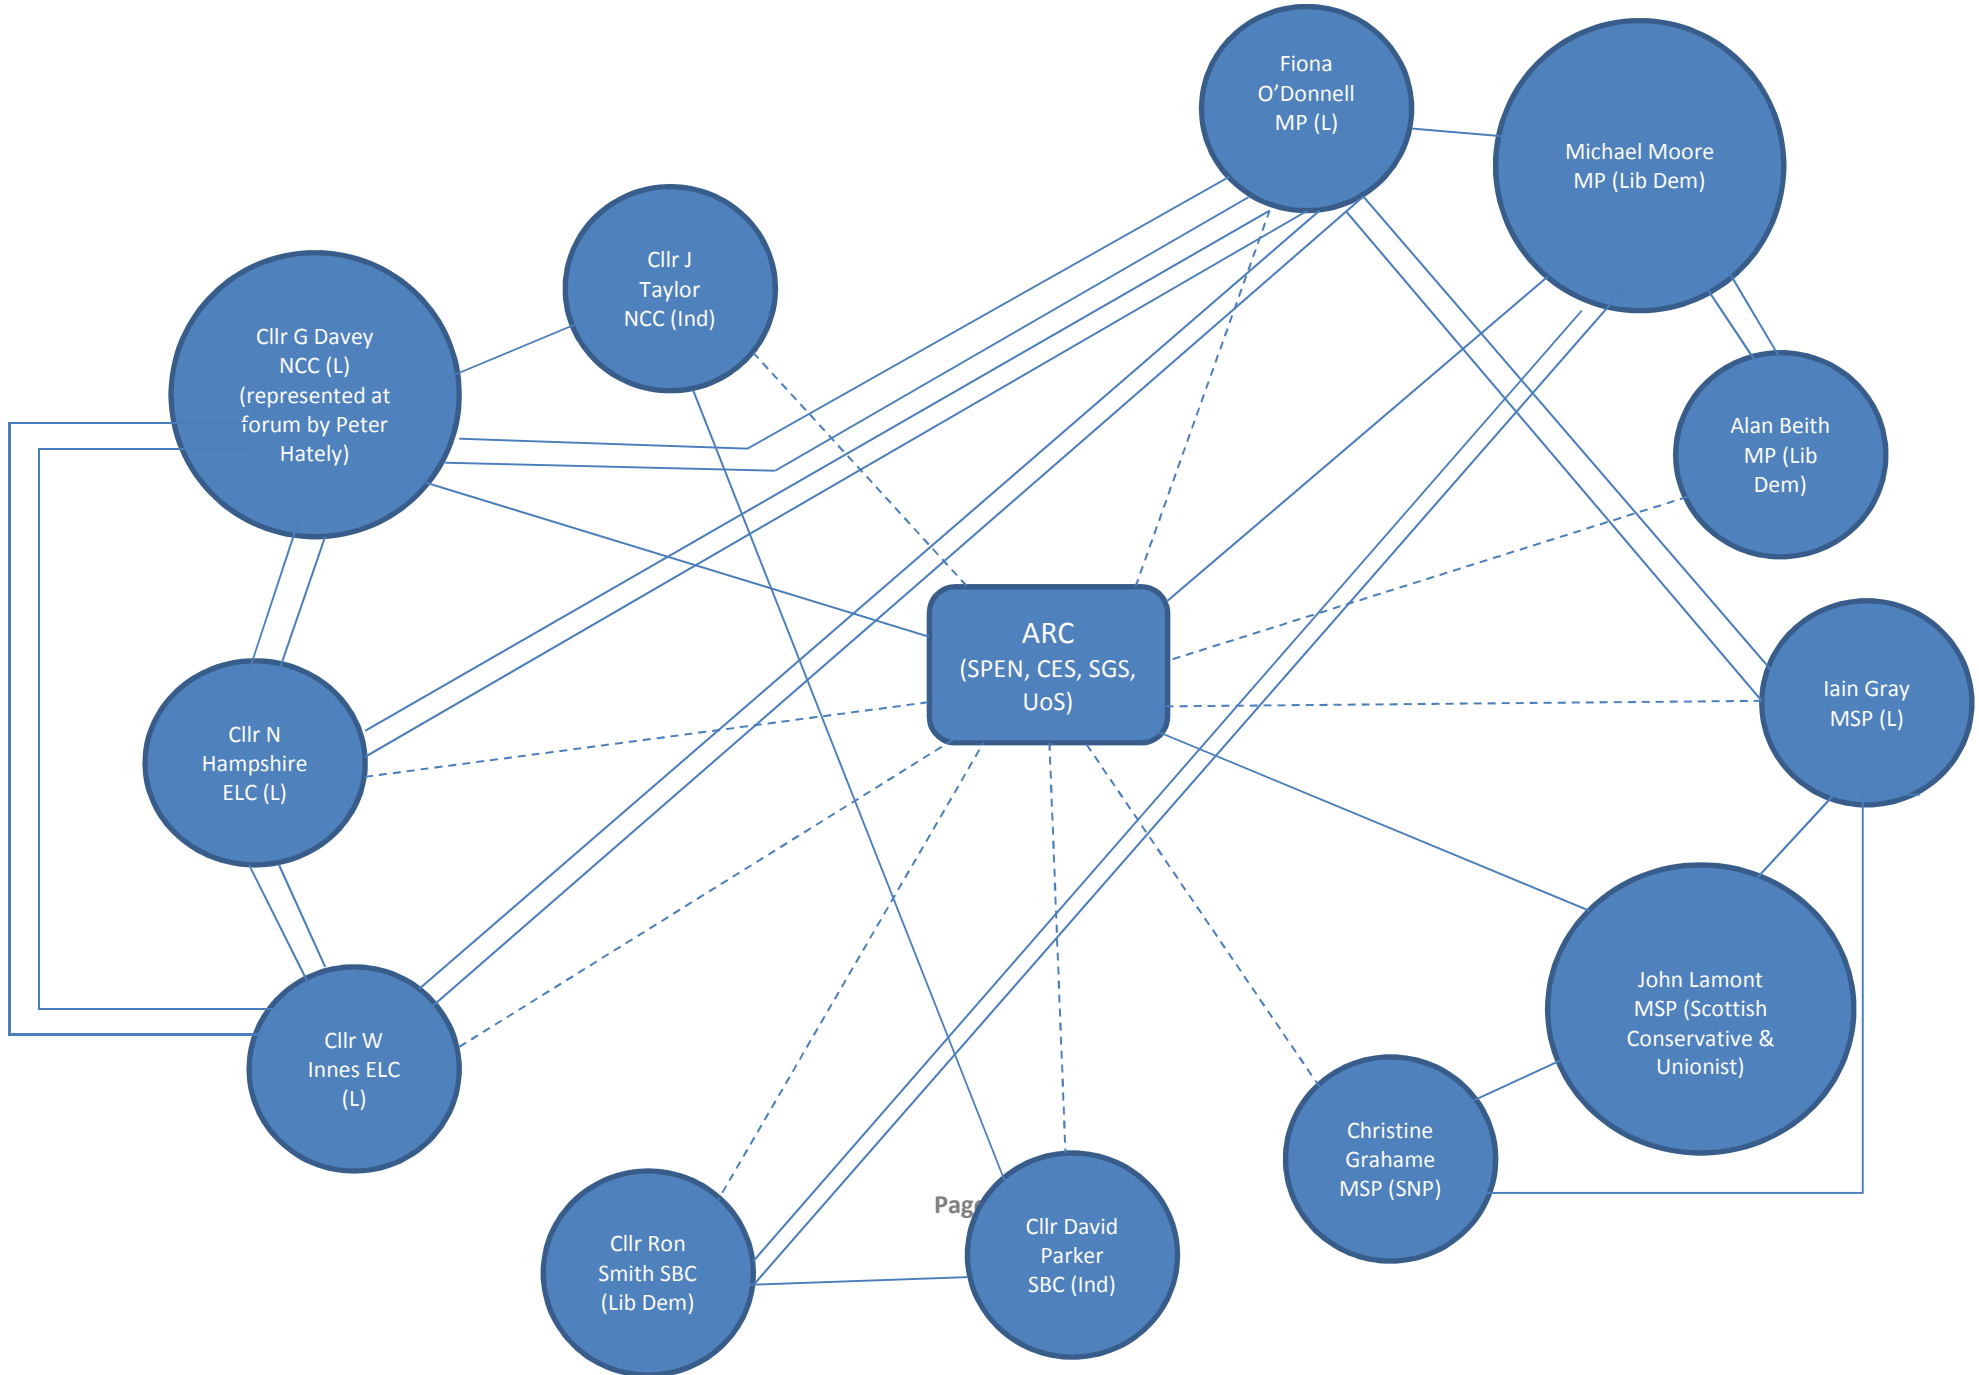 Fiona
O’Donnell
MP (L)
Michael Moore
MP (Lib Dem)
Cllr J
Taylor
NCC (Ind)
Cllr G Davey
NCC (L)
(represented at
forum by Peter
Hately)
Alan Beith
MP (Lib
Dem)
ARC
(SPEN, CES, SGS,
UoS)
Iain Gray
MSP (L)
Cllr N
Hampshire
ELC (L)
John Lamont
MSP (Scottish
Conservative &
Unionist)
Cllr W
Innes ELC
(L)
Christine
Grahame
MSP (SNP)
Page
Cllr David
Parker
SBC (Ind)
Cllr Ron
Smith SBC
(Lib Dem)